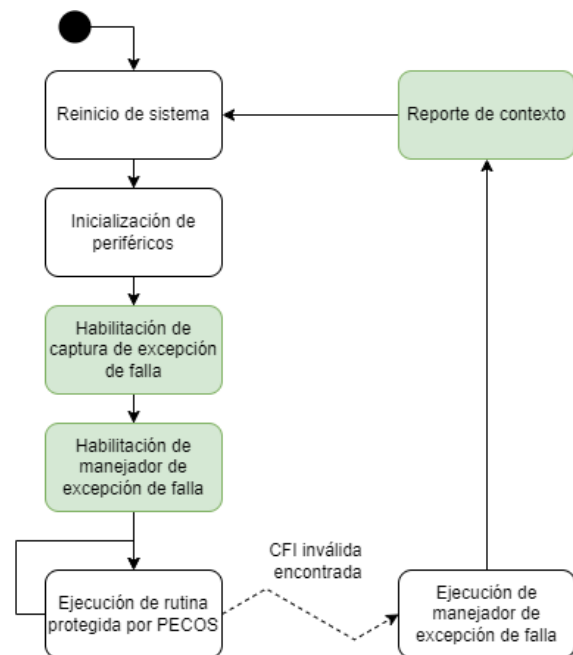 Reinicio de sistema
Reporte de contexto
Inicialización de
periféricos
Habilitación de
captura de excepción
de falla
Habilitación de
manejador de
excepción de falla
CFI inválida
encontrada
Ejecución de rutina
protegida por PECOS
Ejecución de
manejador de
excepción de falla